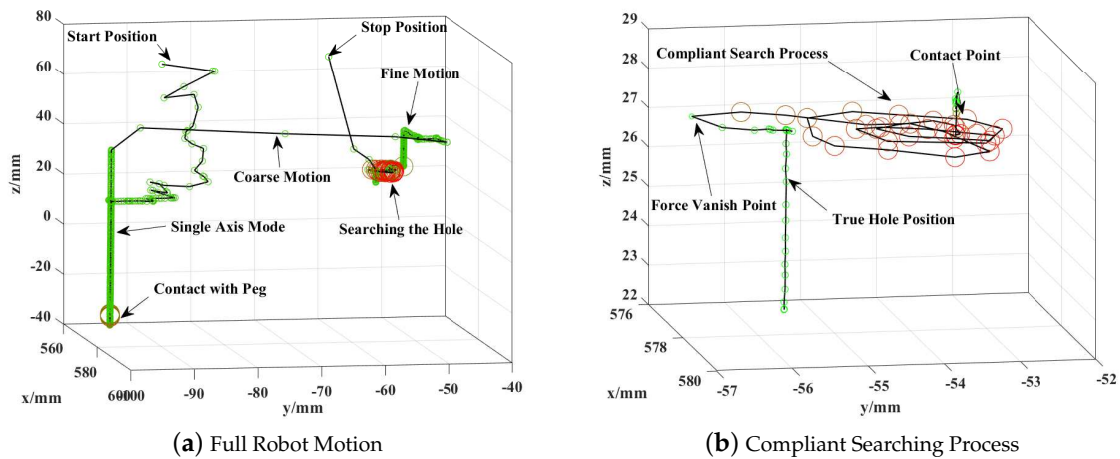 80
60
40
20
0
-20
-40
z/mm
560
580
600
x/mm
-100
-90
-80
-70
-60
-50
-40
y/mm
Start Position
Stop Position
Fine Motion
Coarse Motion
Single Axis Mode
Searching the Hole
Contact with Peg
(a) Full Robot Motion
29
28
27
26
25
24
23
22
z/mm
576
578
580
x/mm
-57
-56
-55
-54
-53
-52
y/mm
Compliant Search Process
Contact Point
Force Vanish Point
True Hole Position
(b) Compliant Searching Process